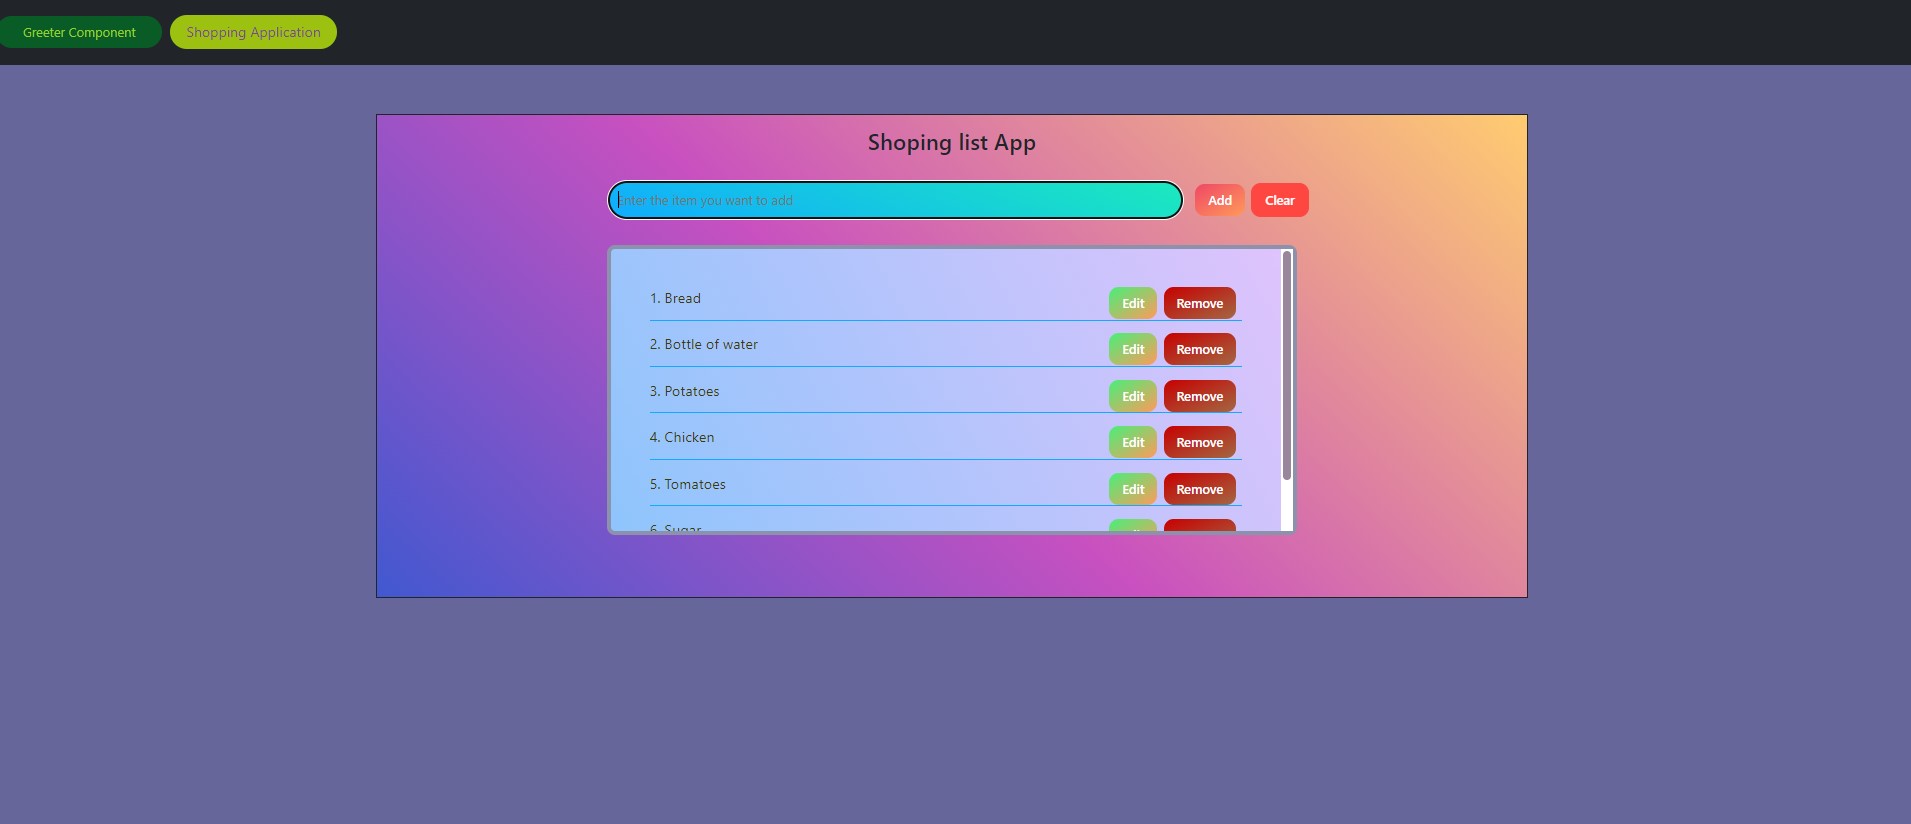 Greeter Component Shopping Application
Shoping list App
Enter the item you want to add Add Clear
1. Bread Edit Remove
2. Bottle of water Edit Remove
3. Potatoes Edit Remove
4. Chicken Edit Remove
5. Tomatoes Edit Remove
6. Sugar